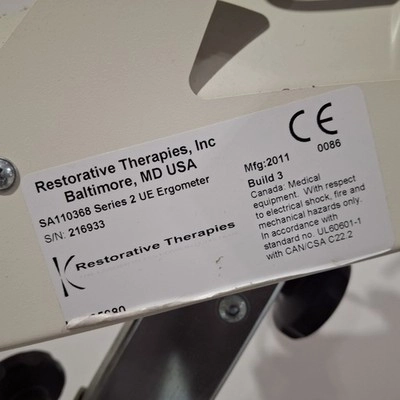 Restorative Therapies, Inc
Baltimore, MD USA
SA110368 Series 2 UE Ergometer
S/N: 216933
Restorative Therapies
CE
0086
Mfg:2011
Build 3
Canada: Medical
equipment. With respect
to electrical shock, fire and
mechanical hazards only.
In accordance with
standard no. UL60601-1
with CAN/CSA C22.2